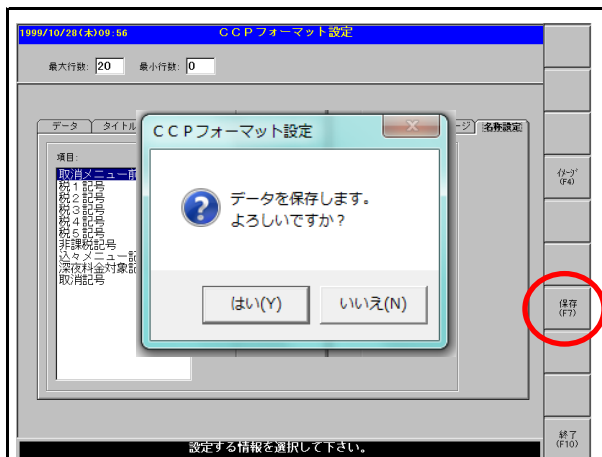 1999/10/28(木)09:56 CCPフォーマット設定
最大行数: 20 最小行数: 0
データ タイトル ージ 名称設定
項目:
取消メニュー前
税1記号
税2記号
税3記号
税4記号
税5記号
非課税記号
込々メニュー記
深夜料金対象記
取消記号
CCPフォーマット設定
データを保存します。
よろしいですか?
はい(Y) いいえ(N)
イメージ
(F4)
保存
(F7)
終了
(F10)
設定する情報を選択して下さい。